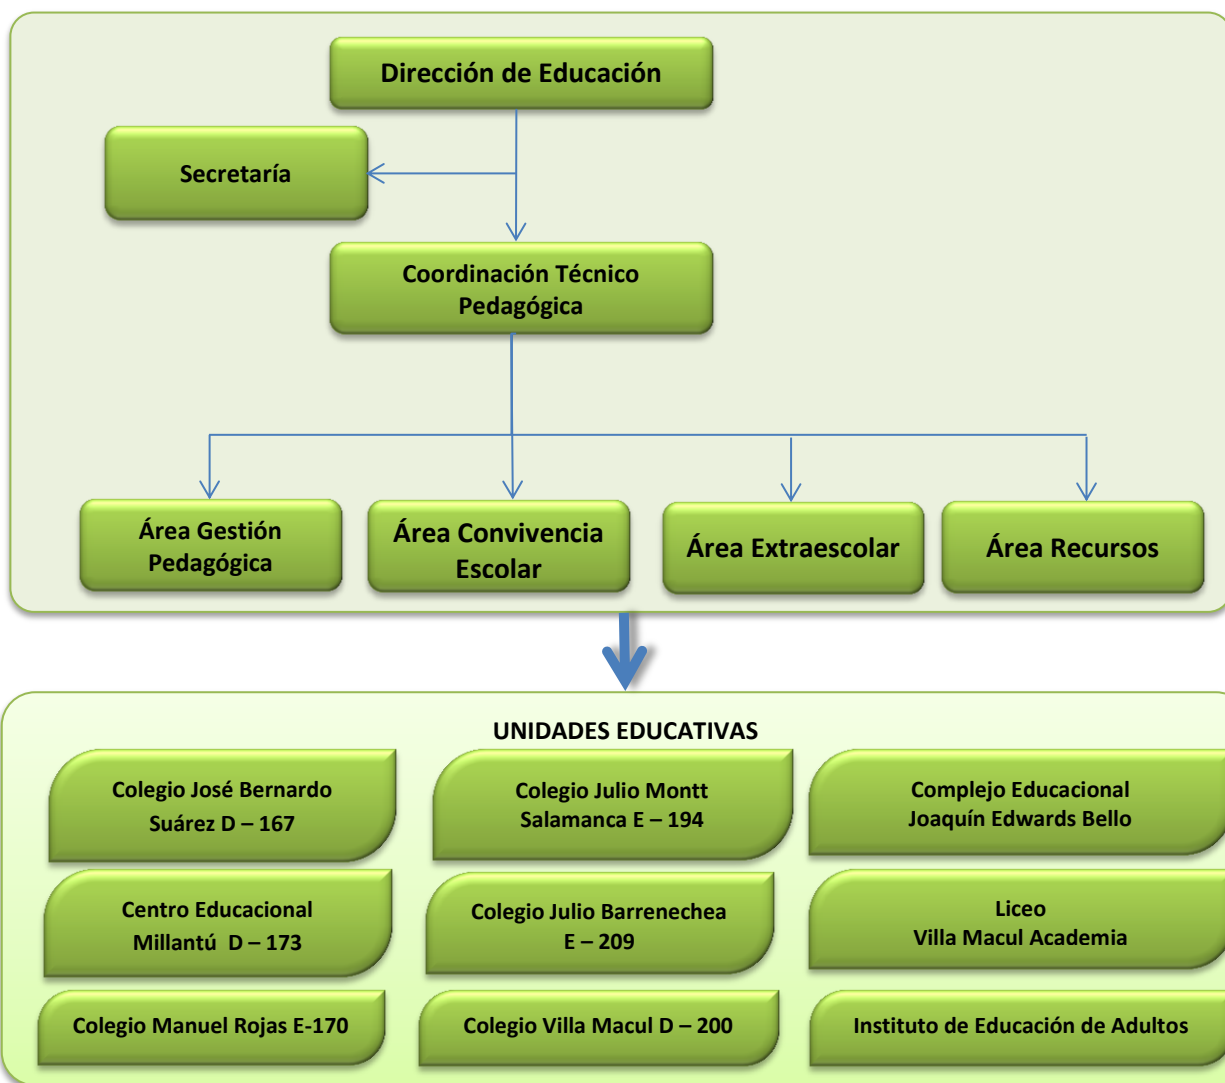 Dirección de Educación
Secretaría
Coordinación Técnico
Pedagógica
Área Gestión
Pedagógica
Área Convivencia
Escolar
Área Extraescolar
Área Recursos
UNIDADES EDUCATIVAS
Colegio José Bernardo
Suárez D – 167
Colegio Julio Montt
Salamanca E – 194
Complejo Educacional
Joaquín Edwards Bello
Centro Educacional
Millantú D – 173
Colegio Julio Barrenechea
E – 209
Liceo
Villa Macul Academia
Colegio Manuel Rojas E-170
Colegio Villa Macul D – 200
Instituto de Educación de Adultos